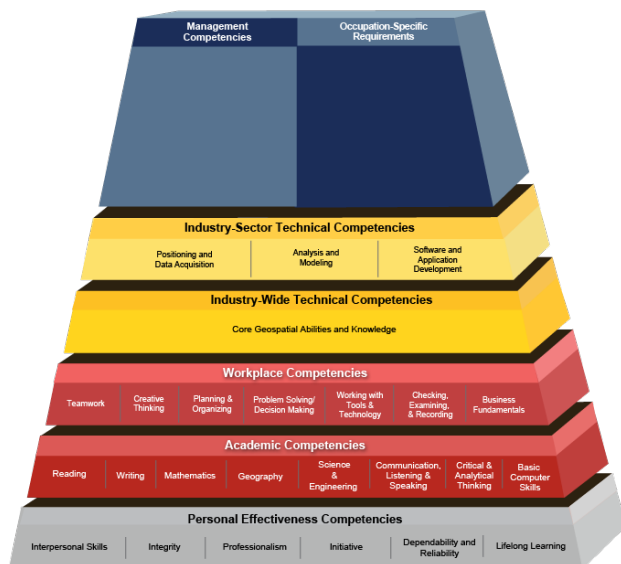 Management
Competencies
Occupation-Specific
Requirements
Industry-Sector Technical Competencies
Positioning and
Data Acquisition
Analysis and
Modeling
Software and
Application
Development
Industry-Wide Technical Competencies
Core Geospatial Abilities and Knowledge
Workplace Competencies
Teamwork
Creative
Thinking
Planning &
Organizing
Problem Solving/
Decision Making
Working with
Tools &
Technology
Checking,
Examining,
& Recording
Business
Fundamentals
Academic Competencies
Reading
Writing
Mathematics
Geography
Science
&
Engineering
Communication,
Listening &
Speaking
Critical &
Analytical
Thinking
Basic
Computer
Skills
Personal Effectiveness Competencies
Interpersonal Skills
Integrity
Professionalism
Initiative
Dependability and
Reliability
Lifelong Learning